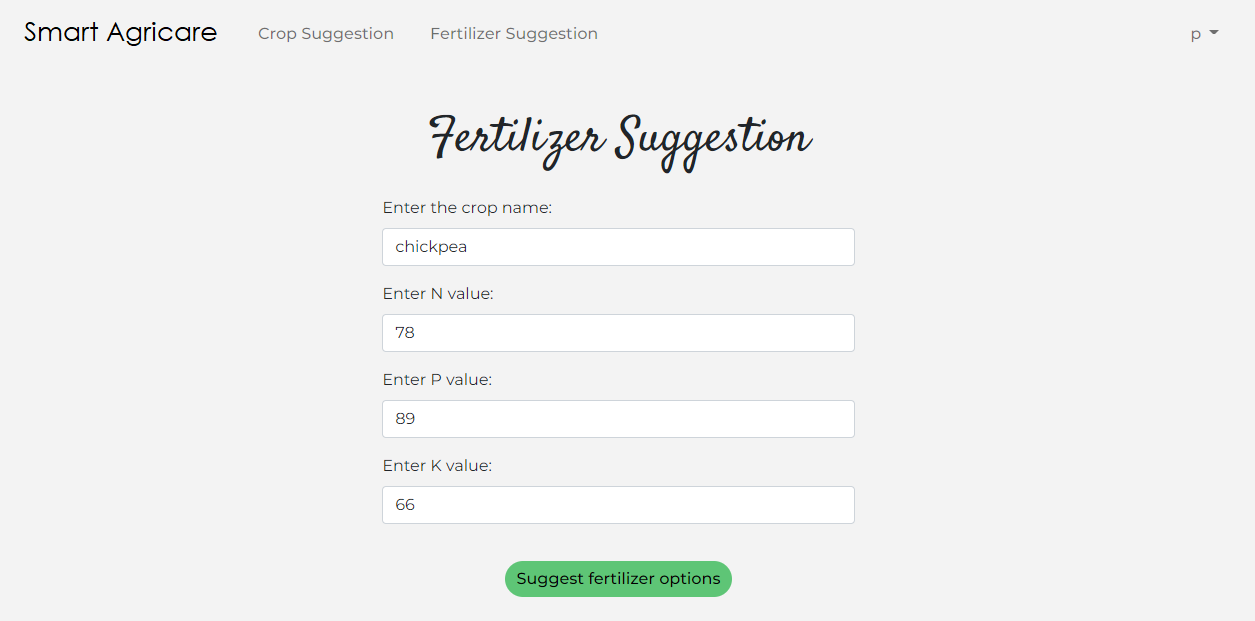 Smart Agricare Crop Suggestion Fertilizer Suggestion p
Fertilizer Suggestion
Enter the crop name:
chickpea
Enter N value:
78
Enter P value:
89
Enter K value:
66
Suggest fertilizer options